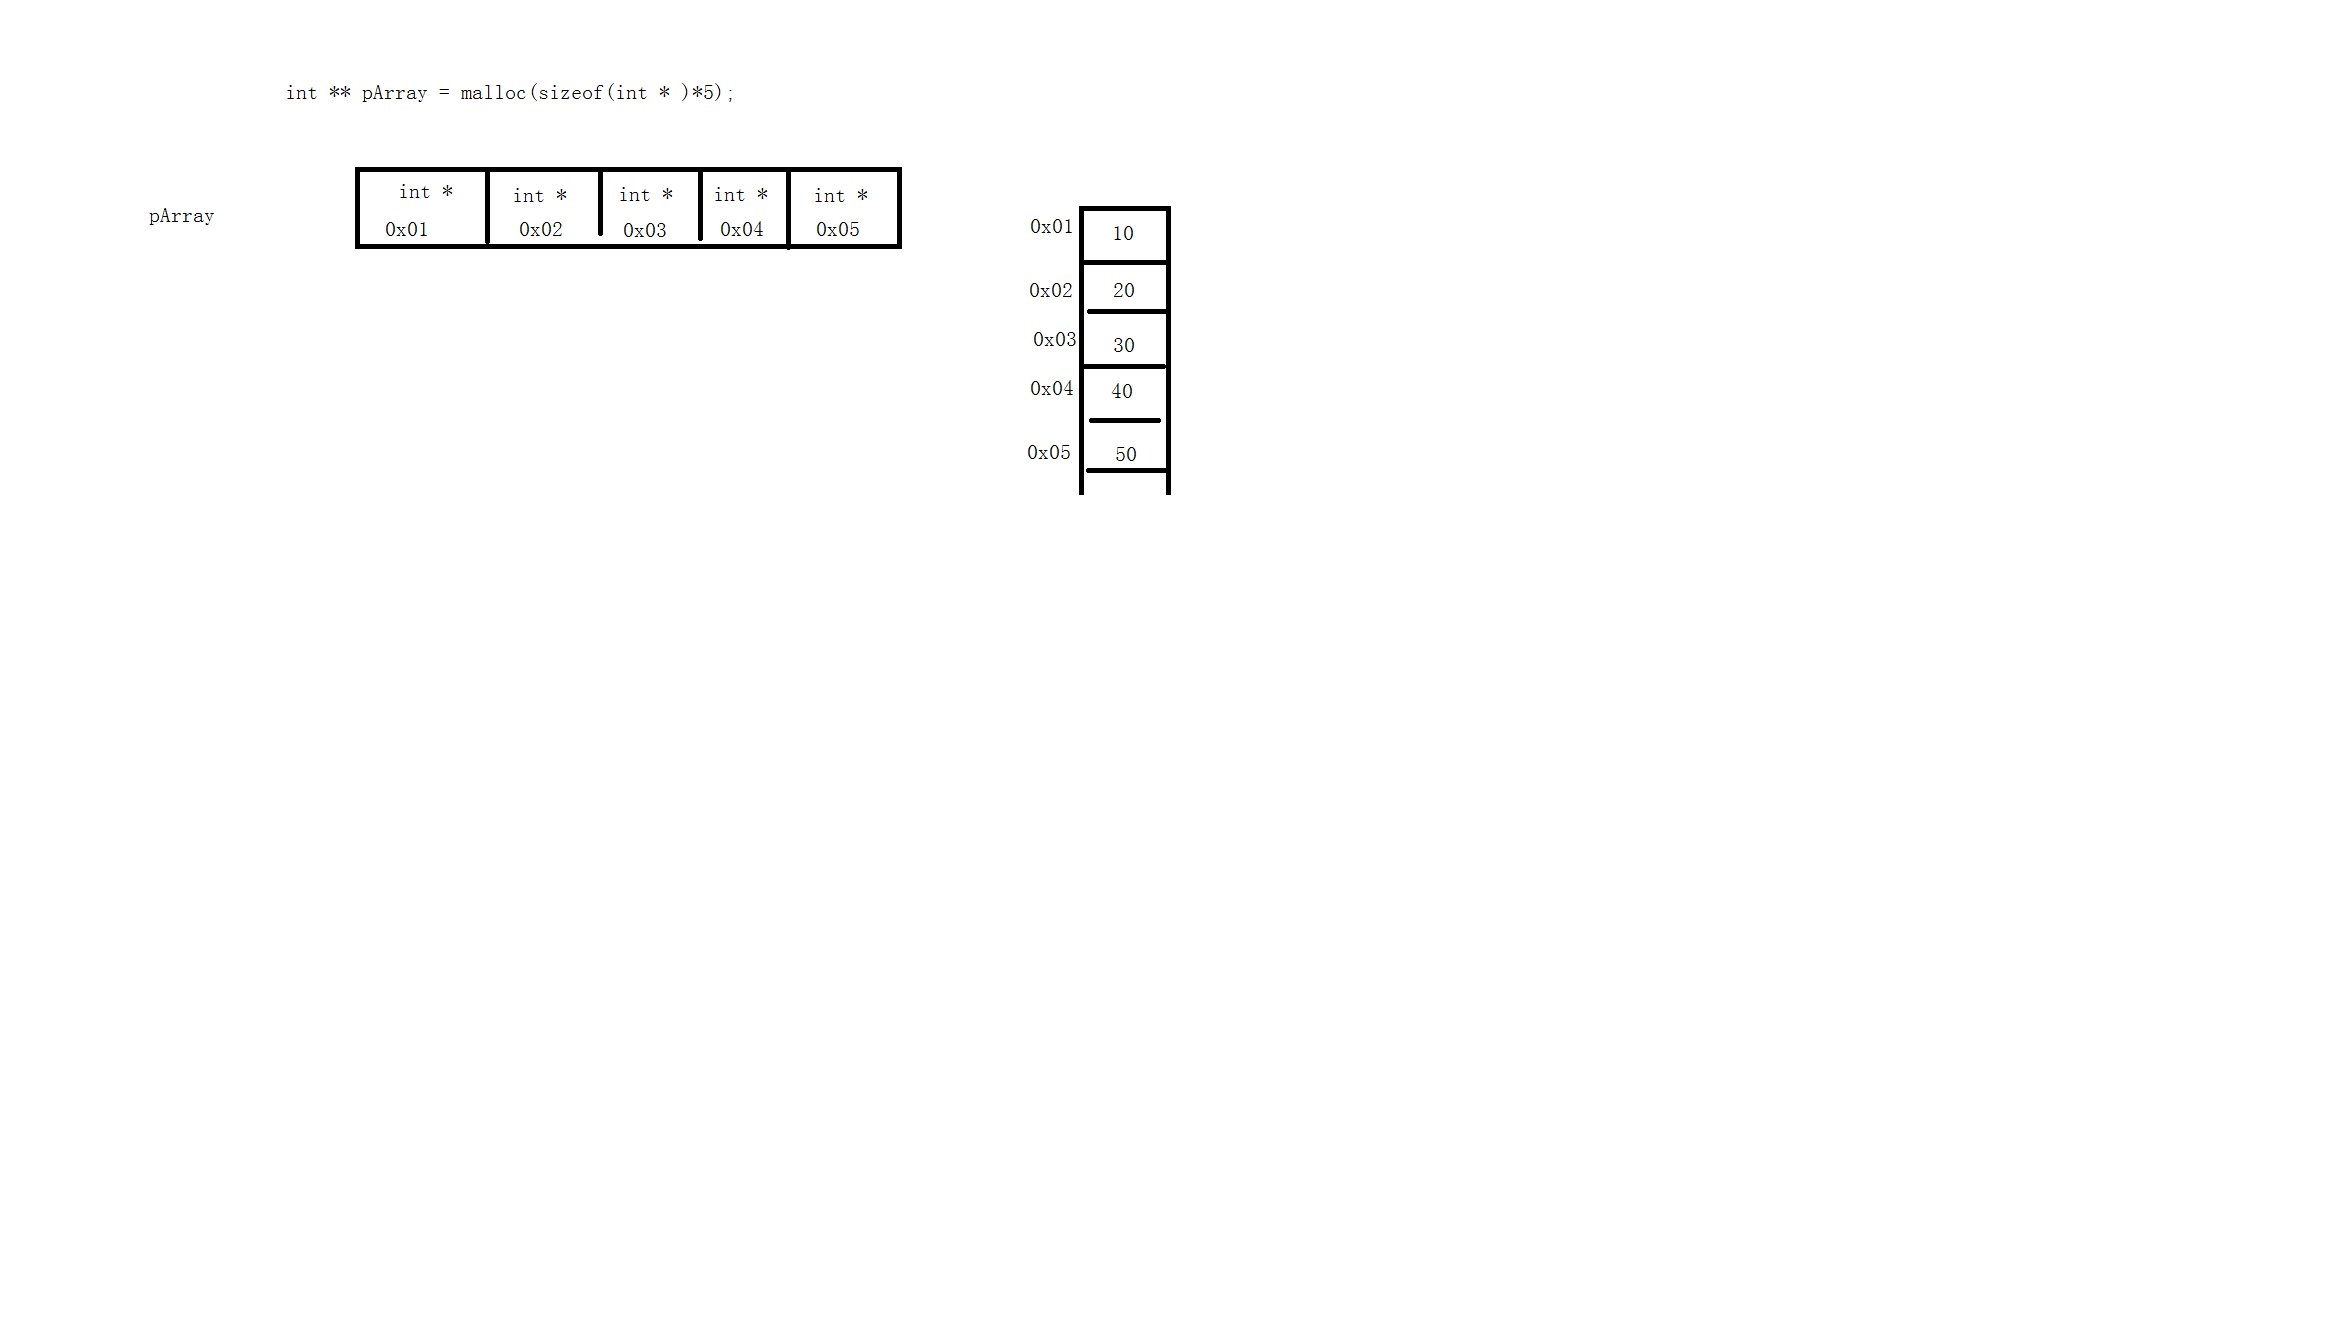 int ** pArray = malloc(sizeof(int * )*5);
int * int * int * int * int *
pArray
0x01 0x02 0x03 0x04 0x05
0x01 10
0x02 20
0x03 30
0x04 40
0x05 50